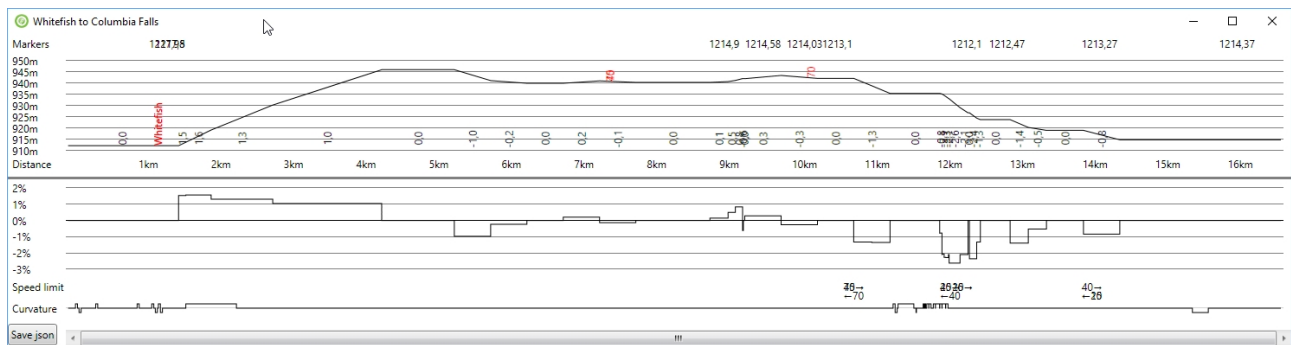 Whitefish to Columbia Falls
Markers 1214,9 1214,58 1214,03 1213,1 1212,1 1212,47 1213,27 1214,37
950m
945m 40 70
940m
935m
930m
925m
920m Whitefish
915m 0,0 1,5 1,6 1,3 1,0 0,0 -1,0 -0,2 0,0 0,2 -0,1 0,0 0,1 0,5 0,3 -0,3 0,0 -1,3 0,0 -1,4 -0,5 0,0 -0,8
910m
Distance 1km 2km 3km 4km 5km 6km 7km 8km 9km 10km 11km 12km 13km 14km 15km 16km
2%
1%
0%
-1%
-2%
-3%
Speed limit 40→
←70 ←40
Curvature
Save json